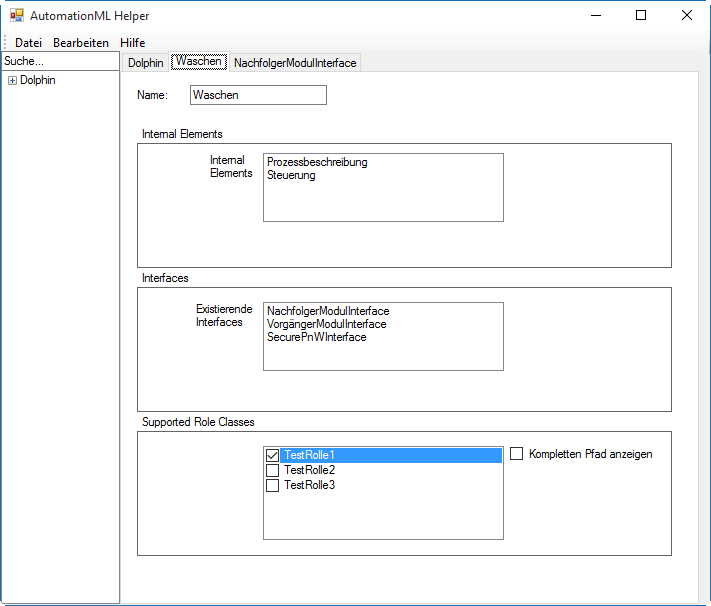 AutomationML Helper
Datei Bearbeiten Hilfe
Suche...
Dolphin
Dolphin Waschen NachfolgerModulInterface
Name: Waschen
Internal Elements
Internal
Elements
Prozessbeschreibung
Steuerung
Interfaces
Existierende
Interfaces
NachfolgerModulInterface
VorgängerModulInterface
SecurePnWInterface
Supported Role Classes
TestRolle1
TestRolle2
TestRolle3
Kompletten Pfad anzeigen